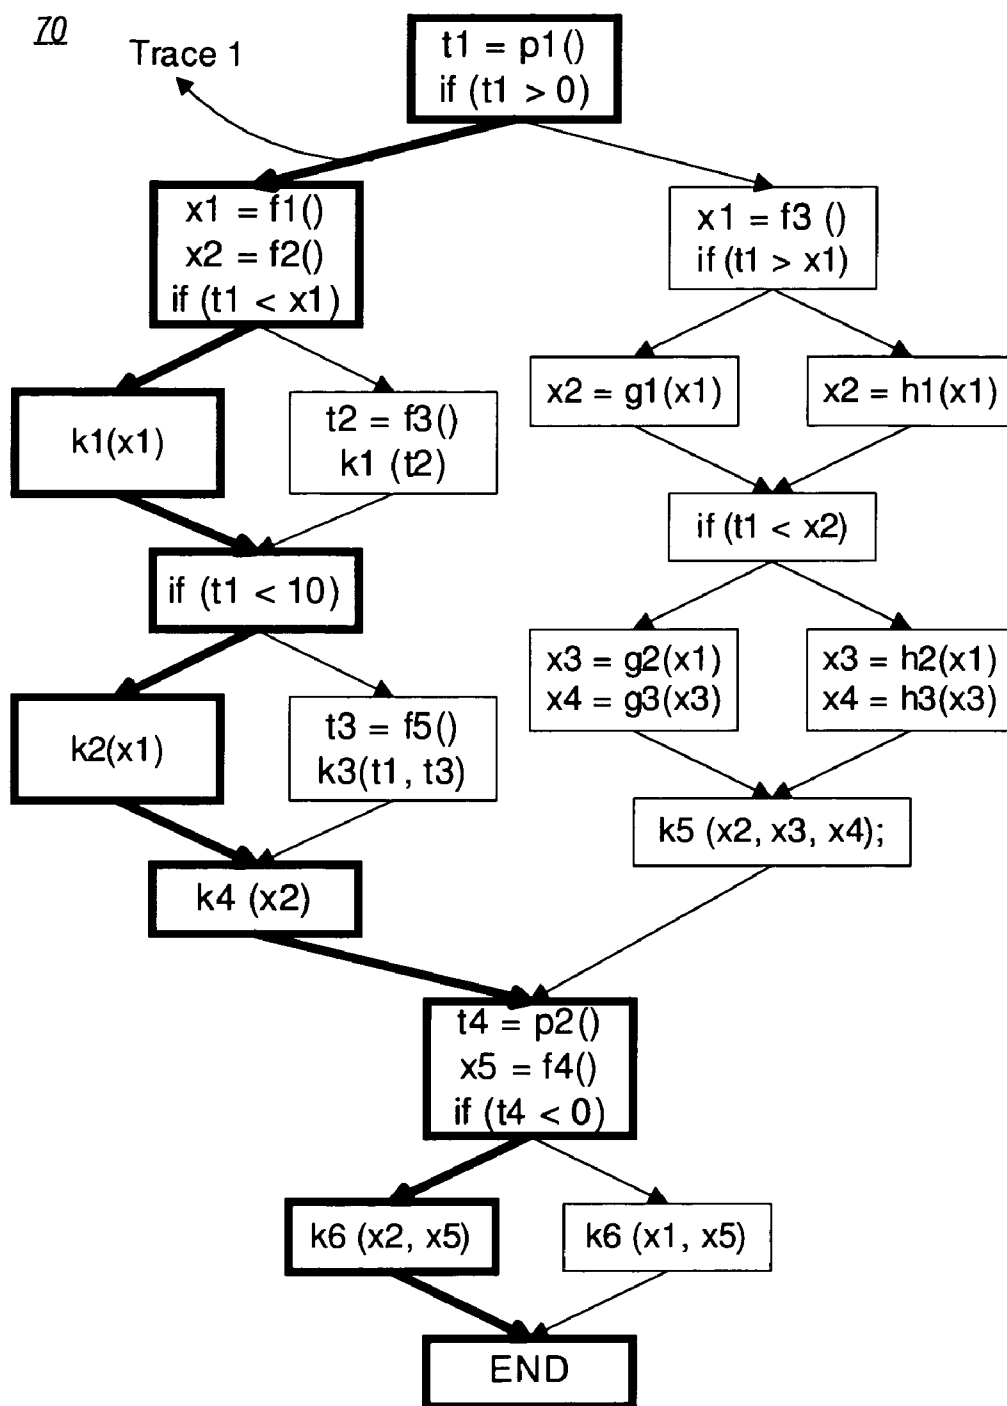 70
Trace 1
t1 = p1()
if (t1 > 0)
x1 = f1()
x2 = f2()
if (t1 < x1)
x1 = f3 ()
if (t1 > x1)
k1(x1)
t2 = f3()
k1 (t2)
x2 = g1(x1)
x2 = h1(x1)
if (t1 < 10)
if (t1 < x2)
k2(x1)
t3 = f5()
k3(t1, t3)
x3 = g2(x1)
x4 = g3(x3)
x3 = h2(x1)
x4 = h3(x3)
k4 (x2)
k5 (x2, x3, x4);
t4 = p2()
x5 = f4()
if (t4 < 0)
k6 (x2, x5)
k6 (x1, x5)
END